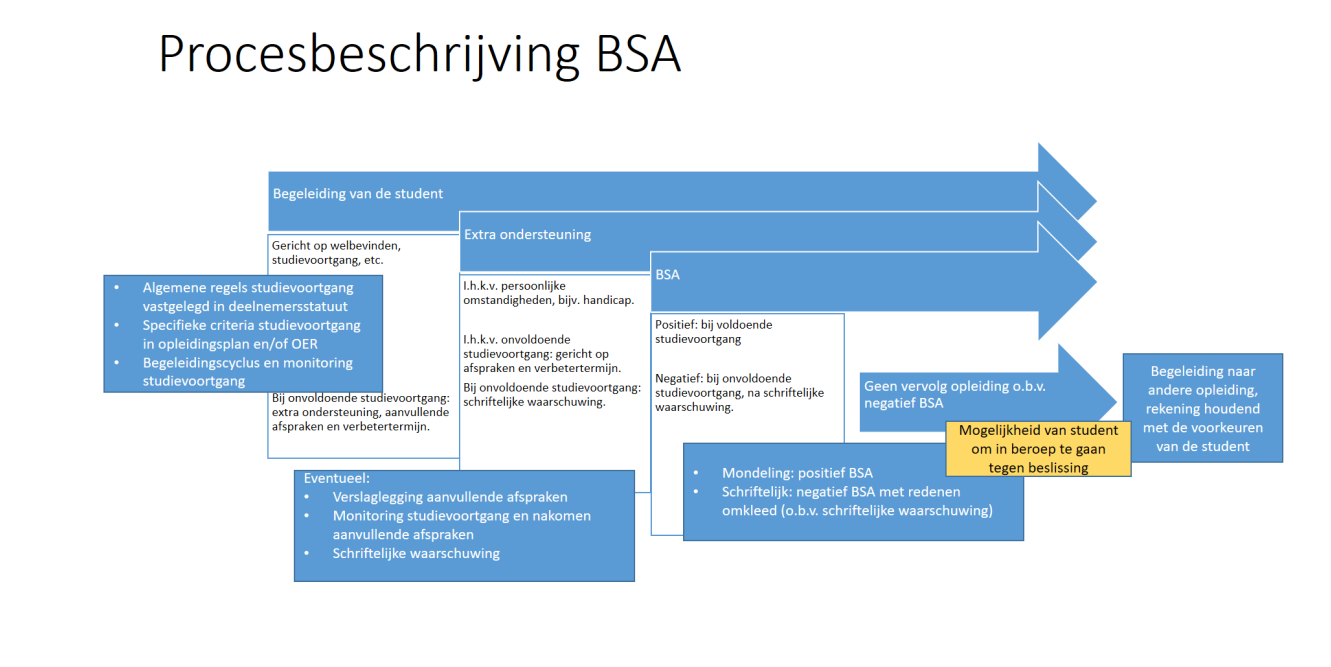 Procesbeschrijving BSA
Begeleiding van de student
Gericht op welbevinden,
studievoortgang, etc.
• Algemene regels studievoortgang
vastgelegd in deelnemersstatuut
• Specifieke criteria studievoortgang
in opleidingsplan en/of OER
• Begeleidingscyclus en monitoring
studievoortgang
Bij onvoldoende studievoortgang:
extra ondersteuning, aanvullende
afspraken en verbetertermijn.
Extra ondersteuning
I.h.k.v. persoonlijke
omstandigheden, bijv. handicap.
I.h.k.v. onvoldoende
studievoortgang: gericht op
afspraken en verbetertermijn.
Bij onvoldoende studievoortgang:
schriftelijke waarschuwing.
Eventueel:
• Verslaglegging aanvullende afspraken
• Monitoring studievoortgang en nakomen
aanvullende afspraken
• Schriftelijke waarschuwing
BSA
Positief: bij voldoende
studievoortgang
Negatief: bij onvoldoende
studievoortgang, na schriftelijke
waarschuwing.
• Mondeling: positief BSA
• Schriftelijk: negatief BSA met redenen
omkleed (o.b.v. schriftelijke waarschuwing)
Geen vervolg opleiding o.b.v.
negatief BSA
Mogelijkheid van student
om in beroep te gaan
tegen beslissing
Begeleiding naar
andere opleiding,
rekening houdend
met de voorkeuren
van de student